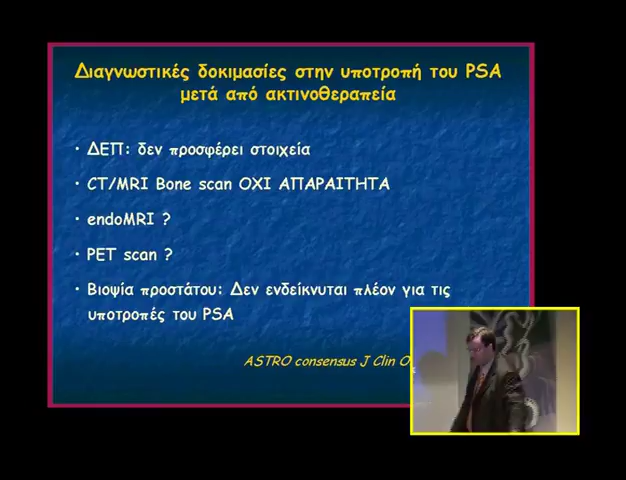 Διαγνωστικές δοκιμασίες στην υποτροπή του PSA
μετά από ακτινοθεραπεία
• ΔΕΠ: δεν προσφέρει στοιχεία
• CT/MRI Bone scan ΟΧΙ ΑΠΑΡΑΙΤΗΤΑ
• endoMRI ?
• PET scan ?
• Βιοψία προστάτου: Δεν ενδείκνυται πλέον για τις
υποτροπές του PSA
ASTRO consensus J Clin